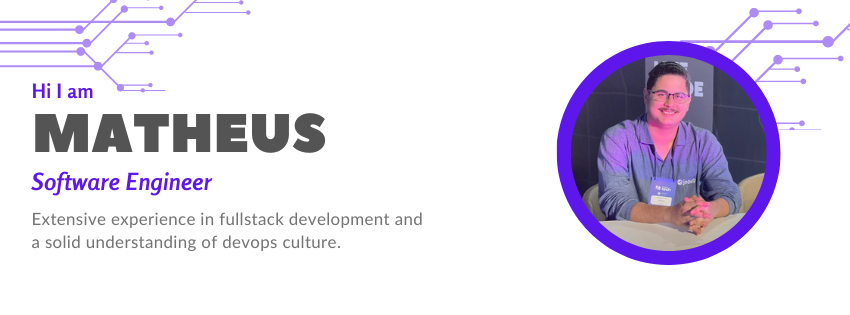 Hi I am
MATHEUS
Software Engineer
Extensive experience in fullstack development and
a solid understanding of devops culture.